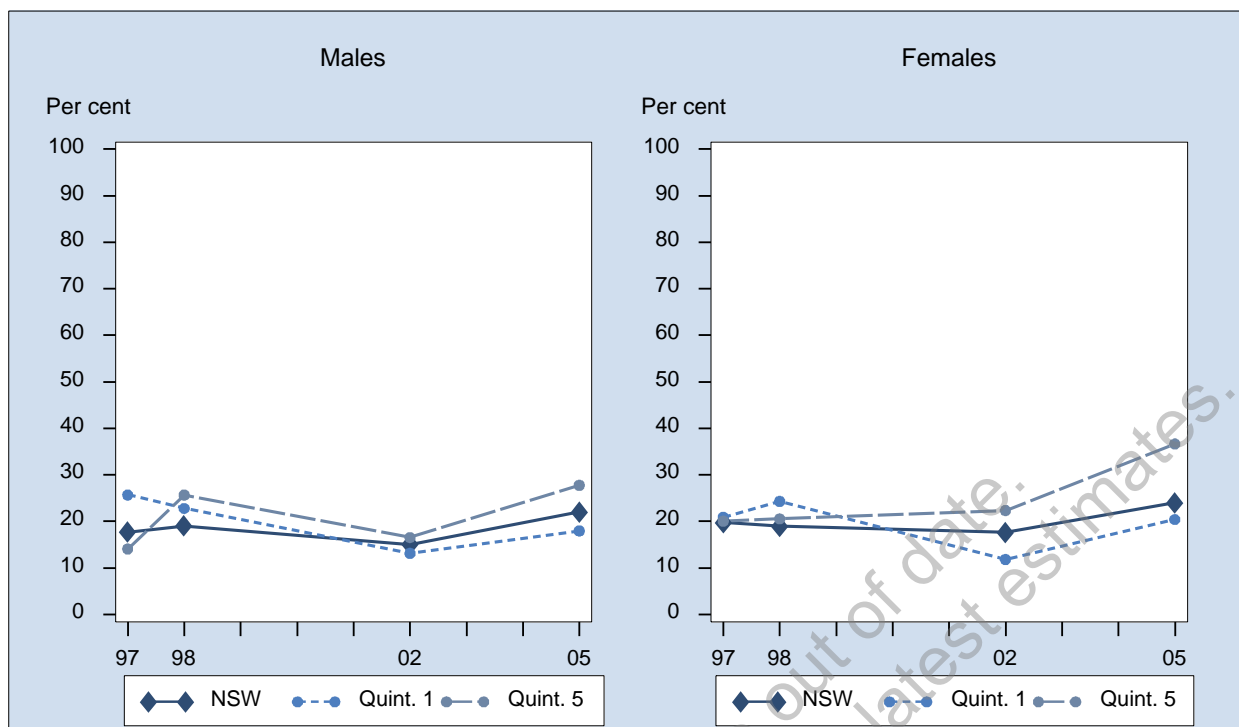 Males
Per cent
100
90
80
70
60
50
40
30
20
10
0
97 98 02 05
NSW Quint. 1 Quint. 5
Females
Per cent
100
90
80
70
60
50
40
30
20
10
0
97 98 02 05
NSW Quint. 1 Quint. 5
out of date.
latest estimates.